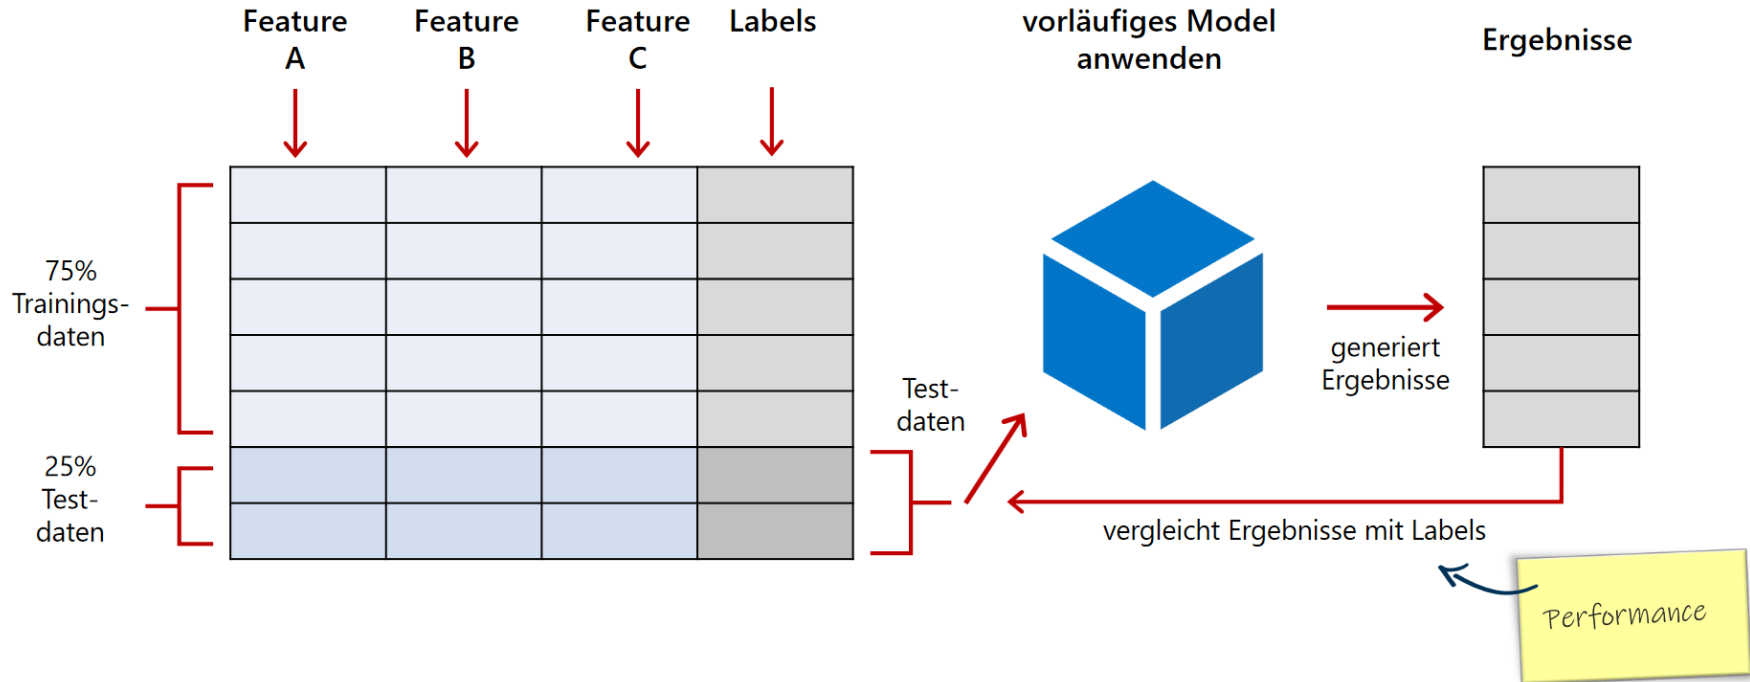 Feature
A
Feature
B
Feature
C
Labels
vorläufiges Model
anwenden
Ergebnisse
75%
Trainings-
daten
25%
Test-
daten
Test-
daten
generiert
Ergebnisse
vergleicht Ergebnisse mit Labels
Performance